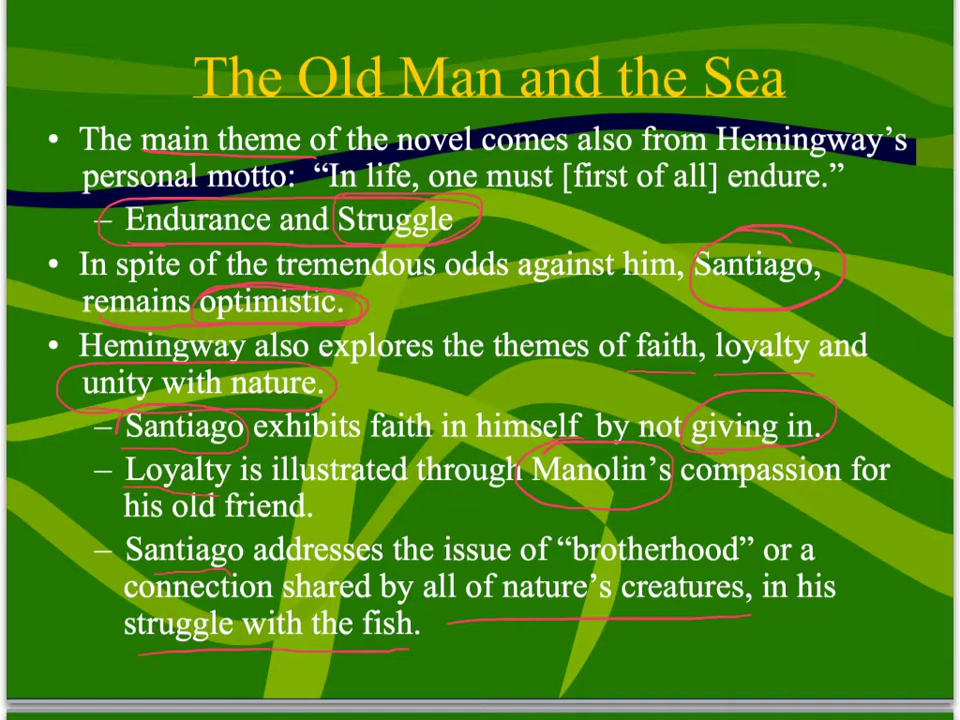 The Old Man and the Sea
• The main theme of the novel comes also from Hemingway's
personal motto: “In life, one must [first of all] endure.”
– Endurance and Struggle
• In spite of the tremendous odds against him, Santiago,
remains optimistic.
• Hemingway also explores the themes of faith, loyalty and
unity with nature.
– Santiago exhibits faith in himself by not giving in.
– Loyalty is illustrated through Manolin's compassion for
his old friend.
– Santiago addresses the issue of “brotherhood” or a
connection shared by all of nature's creatures, in his
struggle with the fish.